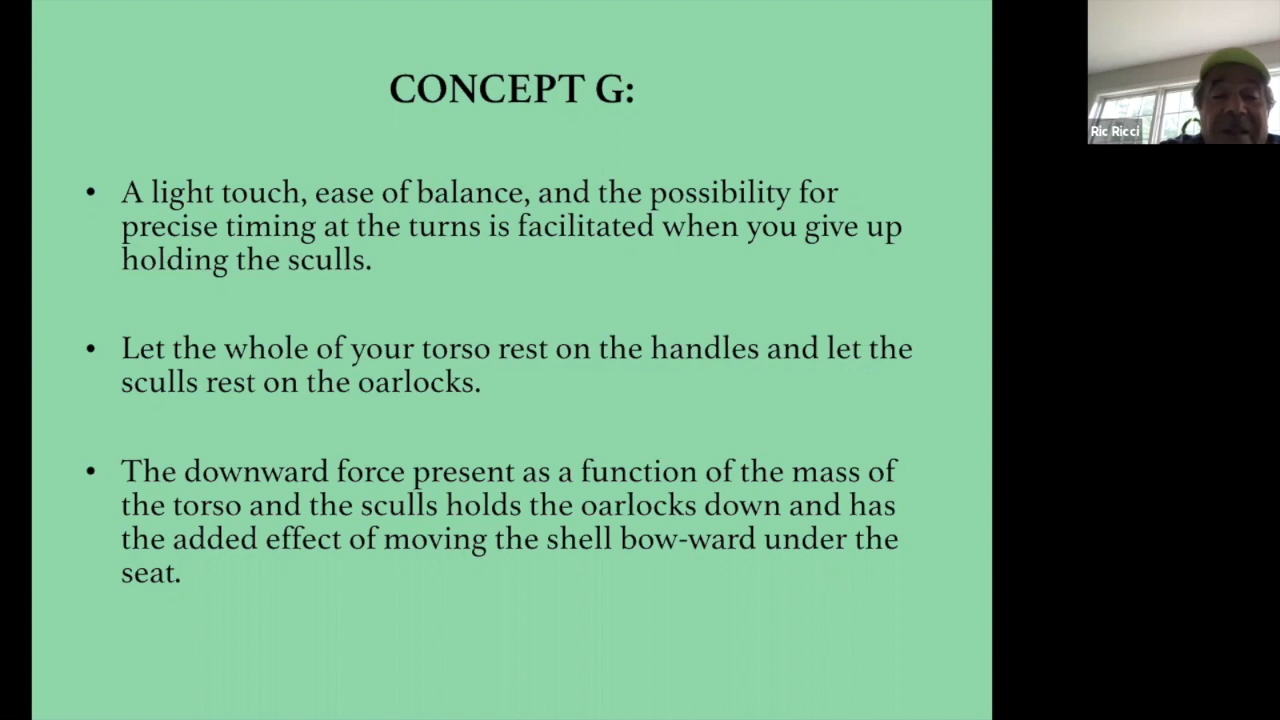 CONCEPT G:
• A light touch, ease of balance, and the possibility for
precise timing at the turns is facilitated when you give up
holding the sculls.
• Let the whole of your torso rest on the handles and let the
sculls rest on the oarlocks.
• The downward force present as a function of the mass of
the torso and the sculls holds the oarlocks down and has
the added effect of moving the shell bow-ward under the
seat.
Ric Ricci